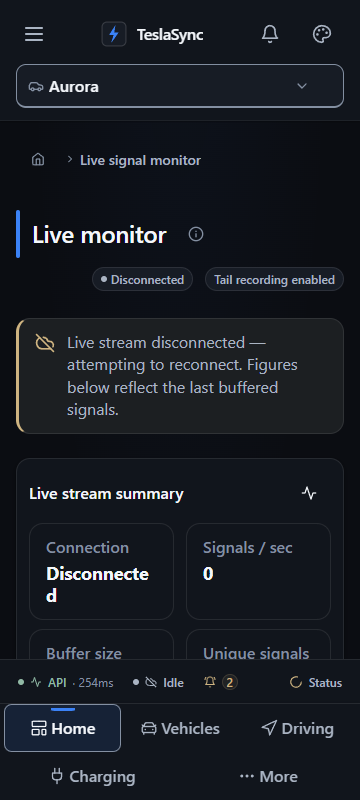 TeslaSync
Aurora
Live signal monitor
Live monitor
Disconnected
Tail recording enabled
Live stream disconnected —
attempting to reconnect. Figures
below reflect the last buffered
signals.
Live stream summary
Connection
Disconnecte
d
Signals / sec
0
Buffer size
Unique signals
API · 254ms
Idle
2
Status
Home
Vehicles
Driving
Charging
More